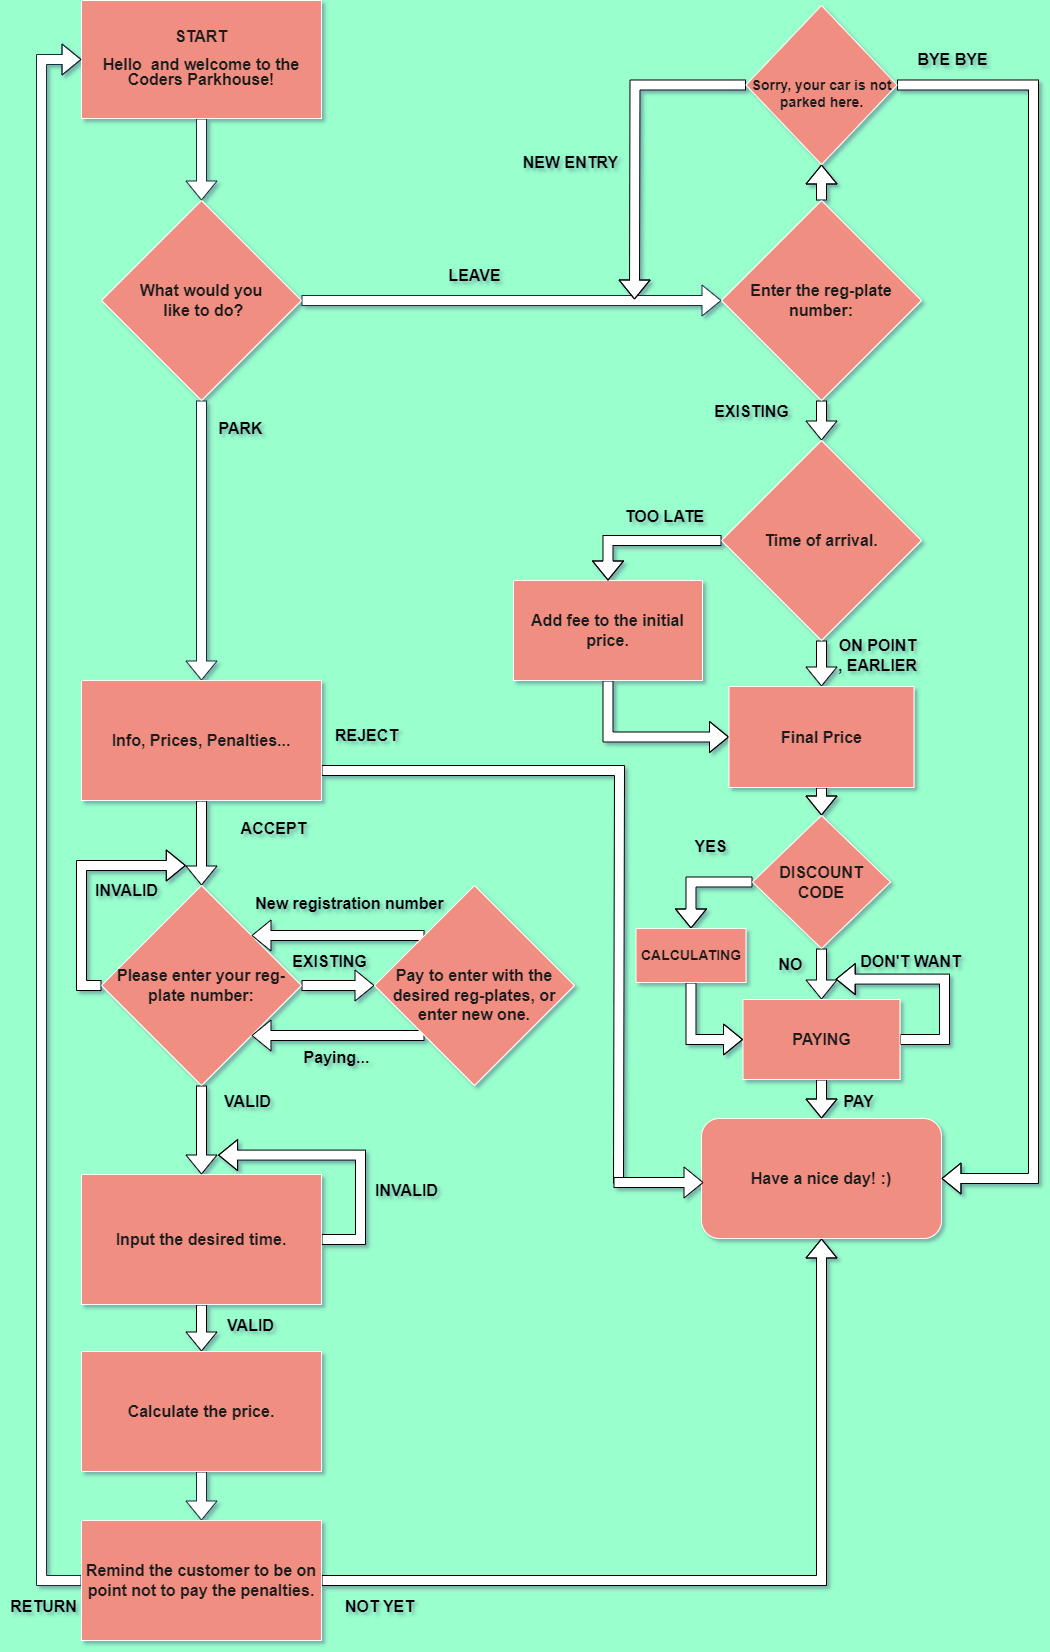 START
Hello  and welcome to the
Coders Parkhouse!
BYE BYE
Sorry, your car is not
parked here.
NEW ENTRY
LEAVE
What would you
like to do?
Enter the reg-plate
number:
EXISTING
PARK
TOO LATE
Time of arrival.
Add fee to the initial
price.
ON POINT
, EARLIER
Info, Prices, Penalties...
REJECT
Final Price
ACCEPT
YES
DISCOUNT
CODE
INVALID
New registration number
EXISTING
Please enter your reg-
plate number:
Pay to enter with the
desired reg-plates, or
enter new one.
Paying...
CALCULATING
NO
DON'T WANT
PAYING
VALID
PAY
Have a nice day! :)
INVALID
Input the desired time.
VALID
Calculate the price.
Remind the customer to be on
point not to pay the penalties.
RETURN
NOT YET